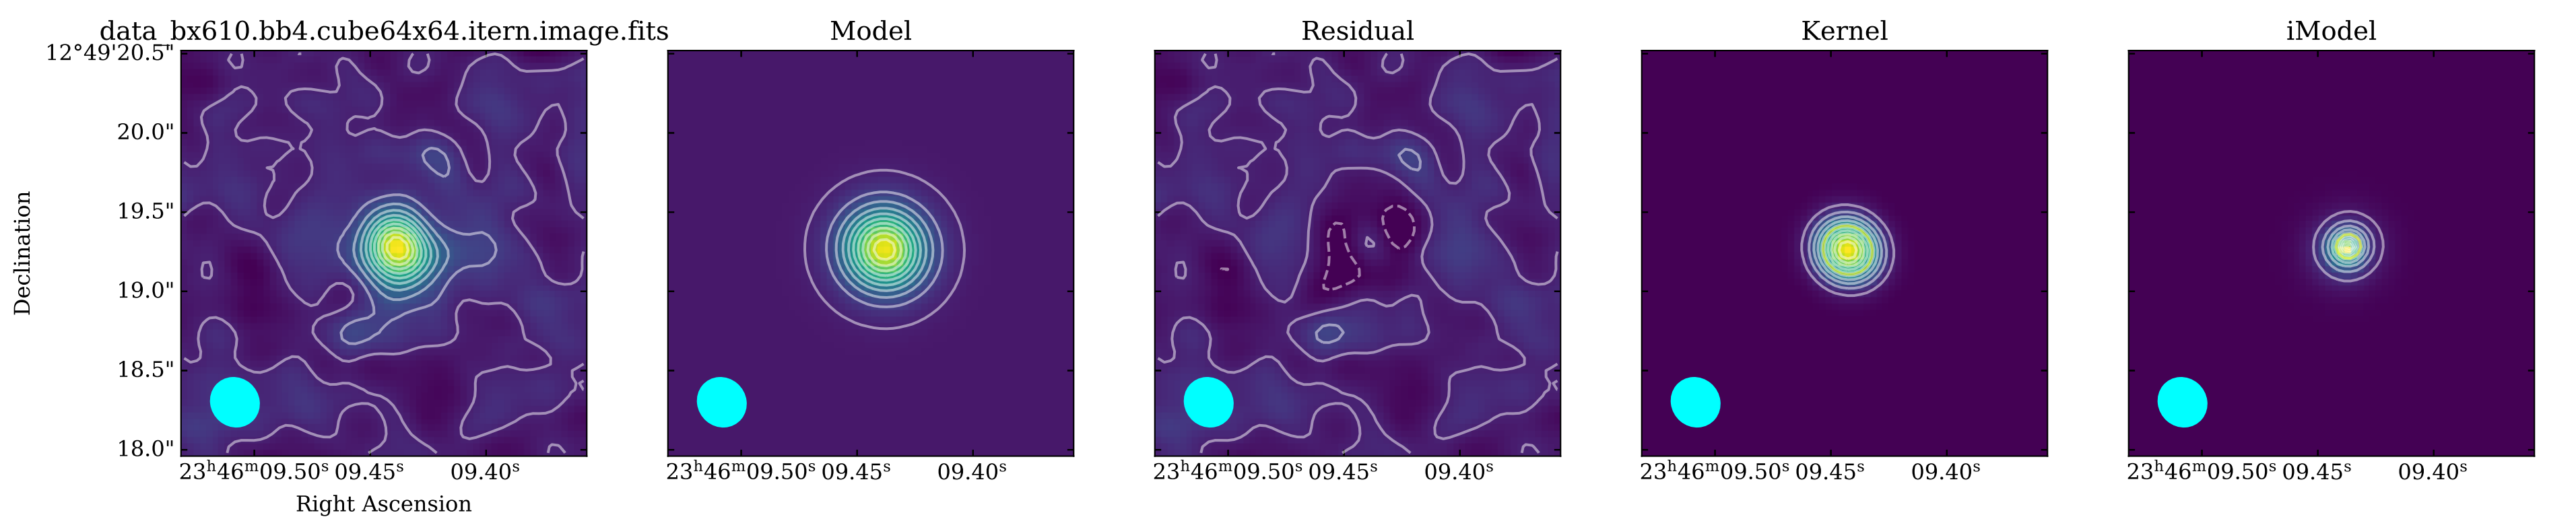 data_bx610.bb4.cube64x64.itern.image.fits
Model
Residual
Kernel
iModel
12°49'20.5"
20.0"
19.5"
19.0"
18.5"
18.0"
Declination
23ʰ46ᵐ09.50ˢ 09.45ˢ 09.40ˢ
23ʰ46ᵐ09.50ˢ 09.45ˢ 09.40ˢ
23ʰ46ᵐ09.50ˢ 09.45ˢ 09.40ˢ
23ʰ46ᵐ09.50ˢ 09.45ˢ 09.40ˢ
23ʰ46ᵐ09.50ˢ 09.45ˢ 09.40ˢ
Right Ascension